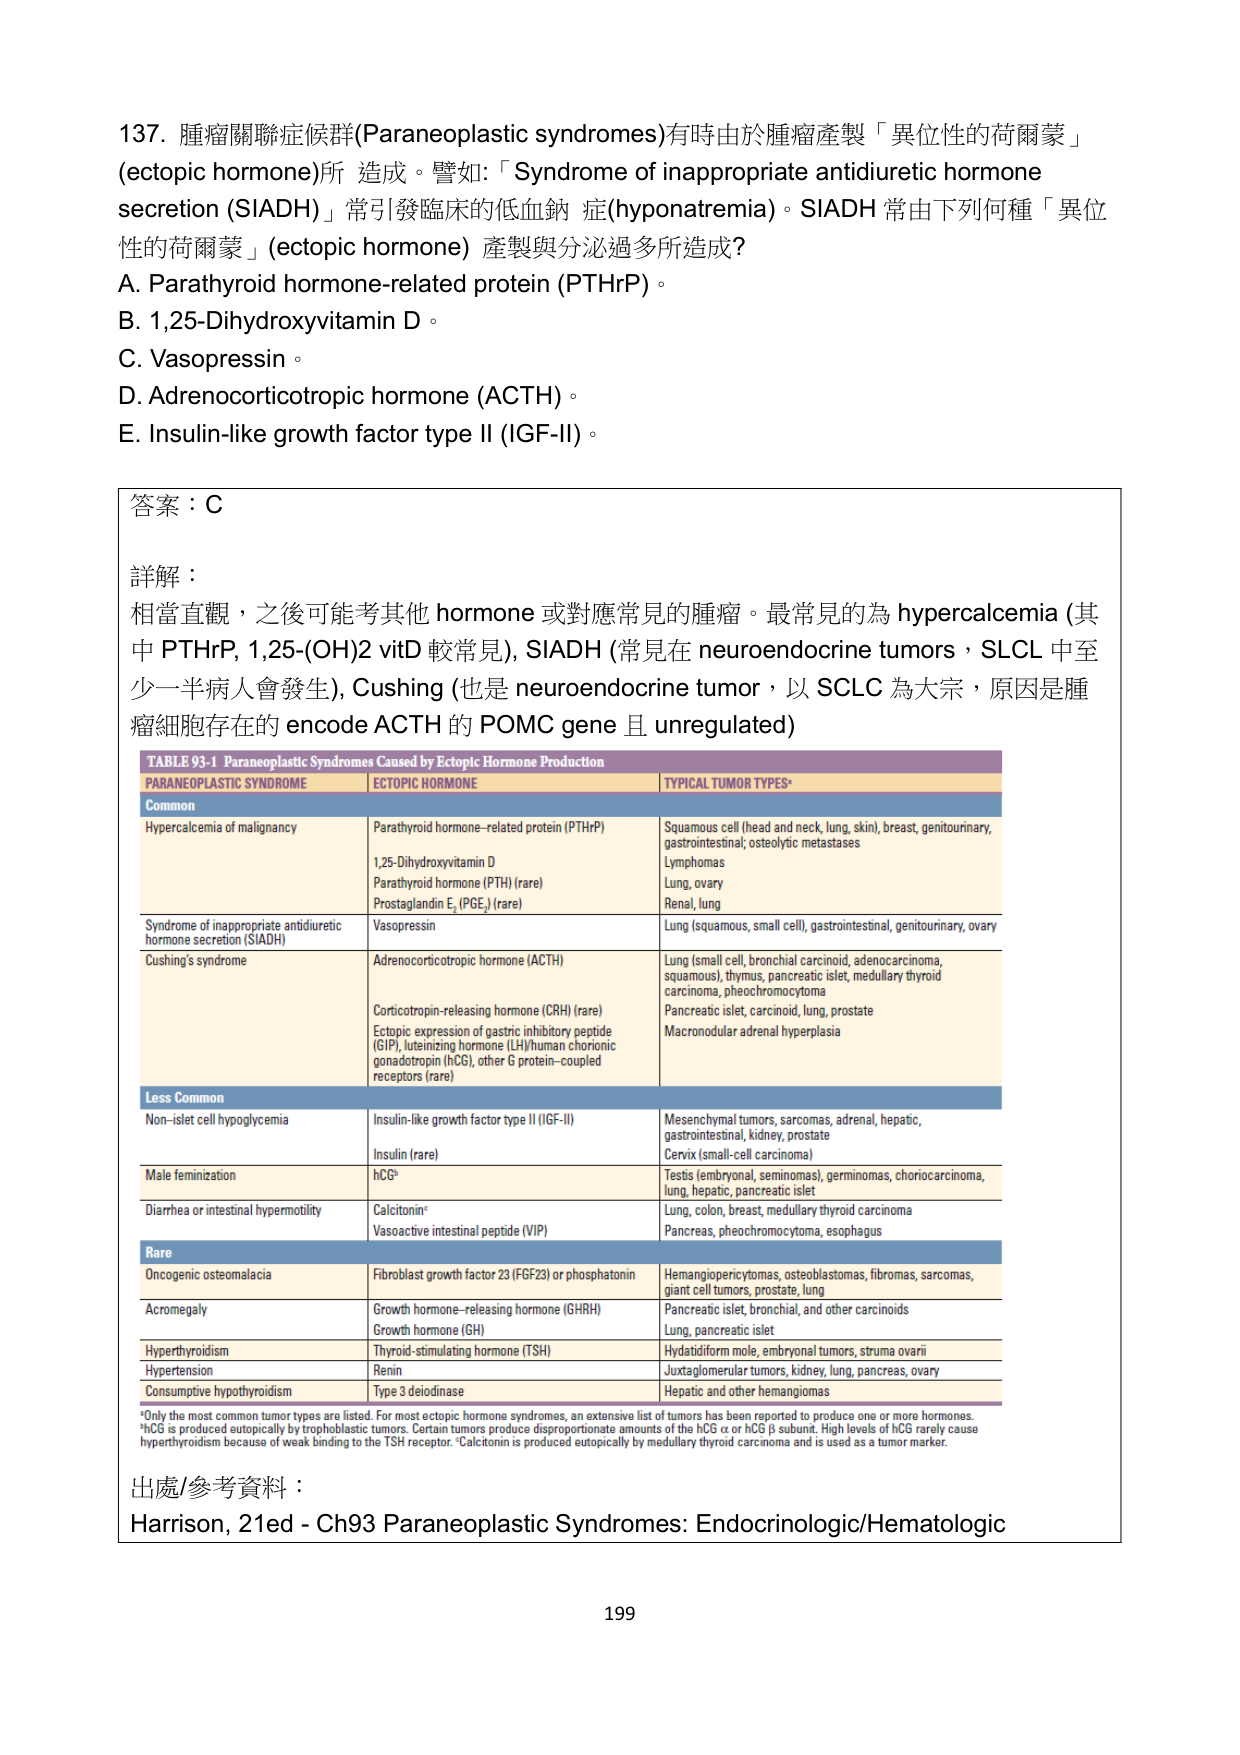 137. 腫瘤關聯症候群(Paraneoplastic syndromes)有時由於腫瘤產製「異位性的荷爾蒙」
(ectopic hormone)所 造成。譬如:「Syndrome of inappropriate antidiuretic hormone
secretion (SIADH)」常引發臨床的低血鈉 症(hyponatremia)。SIADH 常由下列何種「異位
性的荷爾蒙」(ectopic hormone) 產製與分泌過多所造成?
A. Parathyroid hormone-related protein (PTHrP)。
B. 1,25-Dihydroxyvitamin D。
C. Vasopressin。
D. Adrenocorticotropic hormone (ACTH)。
E. Insulin-like growth factor type II (IGF-II)。
答案：C
詳解：
相當直觀，之後可能考其他 hormone 或對應常見的腫瘤。最常見的為 hypercalcemia (其
中 PTHrP, 1,25-(OH)2 vitD 較常見), SIADH (常見在 neuroendocrine tumors，SLCL 中至
少一半病人會發生), Cushing (也是 neuroendocrine tumor，以 SCLC 為大宗，原因是腫
瘤細胞存在的 encode ACTH 的 POMC gene 且 unregulated)
TABLE 93-1 Paraneoplastic Syndromes Caused by Ectopic Hormone Production
PARANEOPLASTIC SYNDROME ECTOPIC HORMONE TYPICAL TUMOR TYPESᵃ
Common
Hypercalcemia of malignancy Parathyroid hormone–related protein (PTHrP) Squamous cell (head and neck, lung, skin), breast, genitourinary,
gastrointestinal; osteolytic metastases
1,25-Dihydroxyvitamin D Lymphomas
Parathyroid hormone (PTH) (rare) Lung, ovary
Prostaglandin E₂ (PGE₂) (rare) Renal, lung
Syndrome of inappropriate antidiuretic Vasopressin Lung (squamous, small cell), gastrointestinal, genitourinary, ovary
hormone secretion (SIADH)
Cushing's syndrome Adrenocorticotropic hormone (ACTH) Lung (small cell, bronchial carcinoid, adenocarcinoma,
squamous), thymus, pancreatic islet, medullary thyroid
carcinoma, pheochromocytoma
Corticotropin-releasing hormone (CRH) (rare) Pancreatic islet, carcinoid, lung, prostate
Ectopic expression of gastric inhibitory peptide Macronodular adrenal hyperplasia
(GIP), luteinizing hormone (LH)/human chorionic
gonadotropin (hCG), other G protein–coupled
receptors (rare)
Less Common
Non–islet cell hypoglycemia Insulin-like growth factor type II (IGF-II) Mesenchymal tumors, sarcomas, adrenal, hepatic,
gastrointestinal, kidney, prostate
Insulin (rare) Cervix (small-cell carcinoma)
Male feminization hCGᵇ Testis (embryonal, seminomas), germinomas, choriocarcinoma,
lung, hepatic, pancreatic islet
Diarrhea or intestinal hypermotility Calcitoninᶜ Lung, colon, breast, medullary thyroid carcinoma
Vasoactive intestinal peptide (VIP) Pancreas, pheochromocytoma, esophagus
Rare
Oncogenic osteomalacia Fibroblast growth factor 23 (FGF23) or phosphatonin Hemangiopericytomas, osteoblastomas, fibromas, sarcomas,
giant cell tumors, prostate, lung
Acromegaly Growth hormone–releasing hormone (GHRH) Pancreatic islet, bronchial, and other carcinoids
Growth hormone (GH) Lung, pancreatic islet
Hyperthyroidism Thyroid-stimulating hormone (TSH) Hydatidiform mole, embryonal tumors, struma ovarii
Hypertension Renin Juxtaglomerular tumors, kidney, lung, pancreas, ovary
Consumptive hypothyroidism Type 3 deiodinase Hepatic and other hemangiomas
ᵃOnly the most common tumor types are listed. For most ectopic hormone syndromes, an extensive list of tumors has been reported to produce one or more hormones.
ᵇhCG is produced eutopically by trophoblastic tumors. Certain tumors produce disproportionate amounts of the hCG α or hCG β subunit. High levels of hCG rarely cause
hyperthyroidism because of weak binding to the TSH receptor. ᶜCalcitonin is produced eutopically by medullary thyroid carcinoma and is used as a tumor marker.
出處/參考資料：
Harrison, 21ed - Ch93 Paraneoplastic Syndromes: Endocrinologic/Hematologic
199